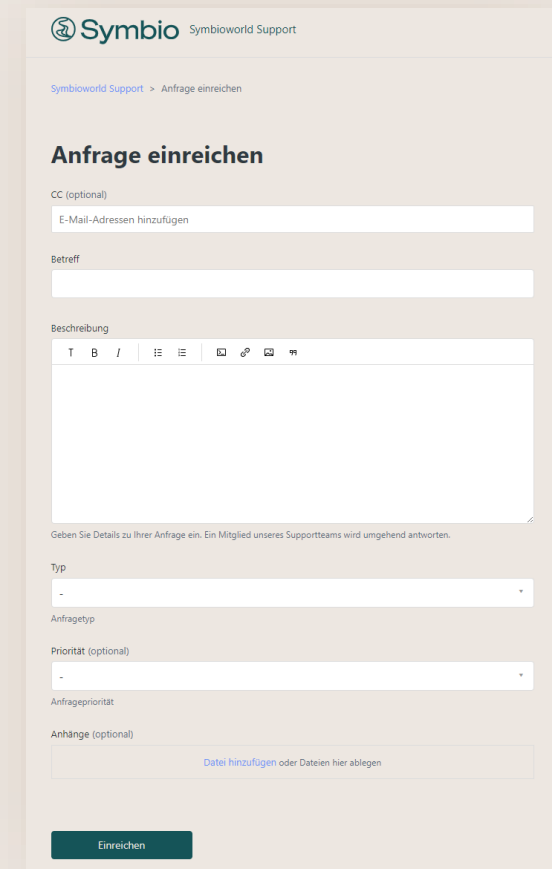 Symbio Symbioworld Support
Symbioworld Support > Anfrage einreichen
Anfrage einreichen
CC (optional)
E-Mail-Adressen hinzufügen
Betreff
Beschreibung
T B I
Geben Sie Details zu Ihrer Anfrage ein. Ein Mitglied unseres Supportteams wird umgehend antworten.
Typ
-
Anfragetyp
Priorität (optional)
-
Anfragepriorität
Anhänge (optional)
Datei hinzufügen oder Dateien hier ablegen
Einreichen